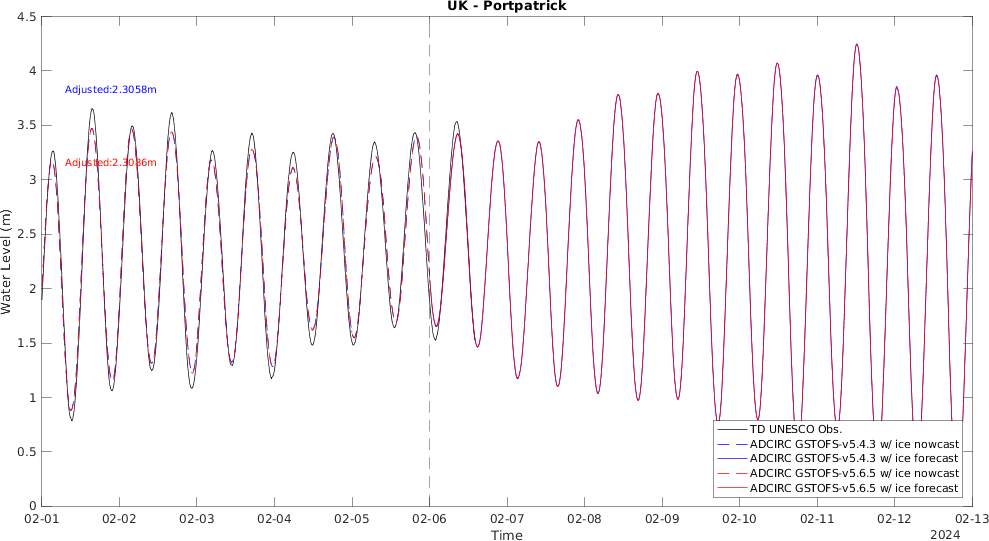 UK - Portpatrick
4.5
4
3.5
3
2.5
2
1.5
1
0.5
0
Water Level (m)
Adjusted:2.3058m
Adjusted:2.3086m
TD UNESCO Obs.
ADCIRC GSTOFS-v5.4.3 w/ ice nowcast
ADCIRC GSTOFS-v5.4.3 w/ ice forecast
ADCIRC GSTOFS-v5.6.5 w/ ice nowcast
ADCIRC GSTOFS-v5.6.5 w/ ice forecast
02-01 02-02 02-03 02-04 02-05 02-06 02-07 02-08 02-09 02-10 02-11 02-12 02-13
Time
2024